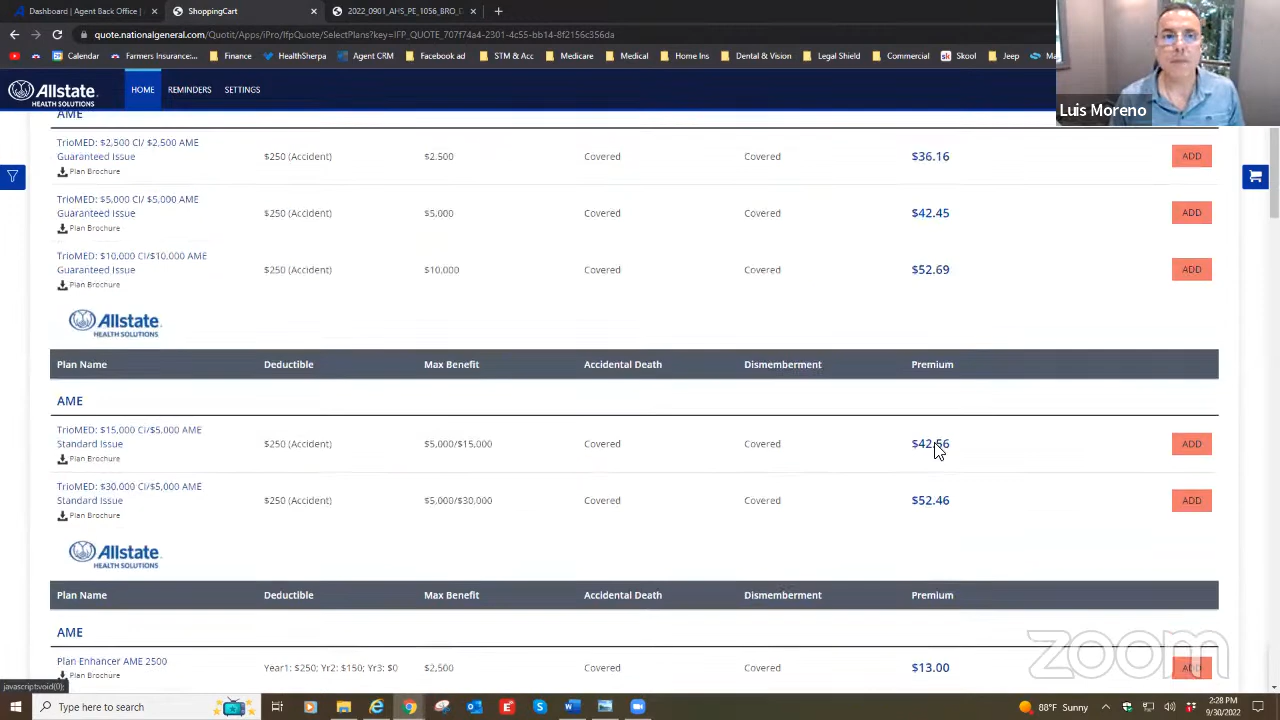 Dashboard | Agent Back Office |
ShoppingCart
2022_0901_AHS_PE_1056_BRO_
quote.nationalgeneral.com/Quotit/Apps/iPro/IfpQuote/SelectPlans?key=IFP_QUOTE_707f74a4-2301-4c55-bb14-8f2156c356da
Calendar
Farmers Insurance...
Finance
HealthSherpa
Agent CRM
Facebook ads
STM & Acc
Medicare
Medical
Home Ins
Dental & Vision
Legal Shield
Commercial
Skool
Jeep
Allstate
HEALTH SOLUTIONS
HOME
REMINDERS
SETTINGS
Luis Moreno
AME
TrioMED: $2,500 CI/ $2,500 AME
Guaranteed Issue
Plan Brochure
$250 (Accident)
$2,500
Covered
Covered
$36.16
ADD
TrioMED: $5,000 CI/ $5,000 AME
Guaranteed Issue
Plan Brochure
$250 (Accident)
$5,000
Covered
Covered
$42.45
ADD
TrioMED: $10,000 CI/$10,000 AME
Guaranteed Issue
Plan Brochure
$250 (Accident)
$10,000
Covered
Covered
$52.69
ADD
Allstate
HEALTH SOLUTIONS
Plan Name
Deductible
Max Benefit
Accidental Death
Dismemberment
Premium
AME
TrioMED: $15,000 CI/$5,000 AME
Standard Issue
Plan Brochure
$250 (Accident)
$5,000/$15,000
Covered
Covered
ADD
TrioMED: $30,000 CI/$5,000 AME
Standard Issue
Plan Brochure
$250 (Accident)
$5,000/$30,000
Covered
Covered
$52.46
ADD
Allstate
HEALTH SOLUTIONS
Plan Name
Deductible
Max Benefit
Accidental Death
Dismemberment
Premium
AME
Plan Enhancer AME 2500
Plan Brochure
Year1: $250; Yr2: $150; Yr3: $0
$2,500
Covered
Covered
$13.00
ADD
zoom
javascript:void(0);
Type here to search
88°F Sunny
2:28 PM
9/30/2022